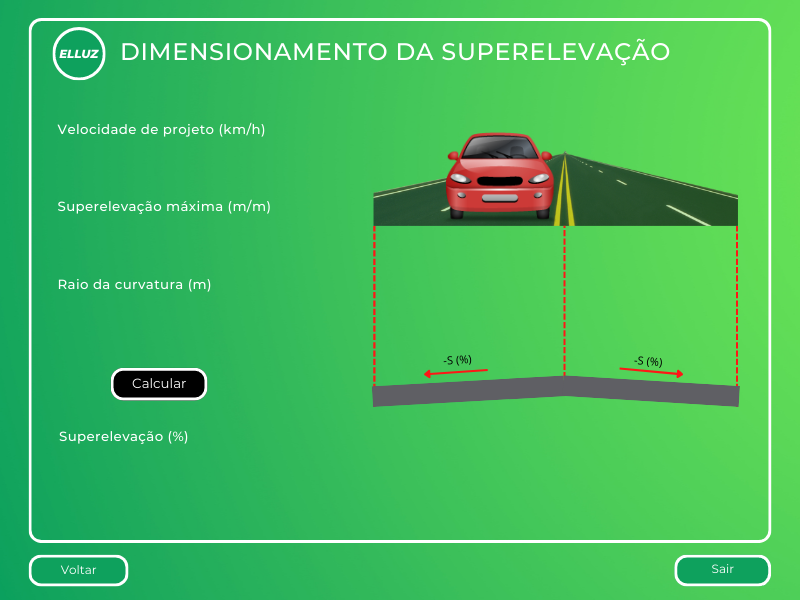 ELLUZ
DIMENSIONAMENTO DA SUPERELEVAÇÃO
Velocidade de projeto (km/h)
Superelevação máxima (m/m)
Raio da curvatura (m)
-S (%)
-S (%)
Calcular
Superelevação (%)
Voltar
Sair